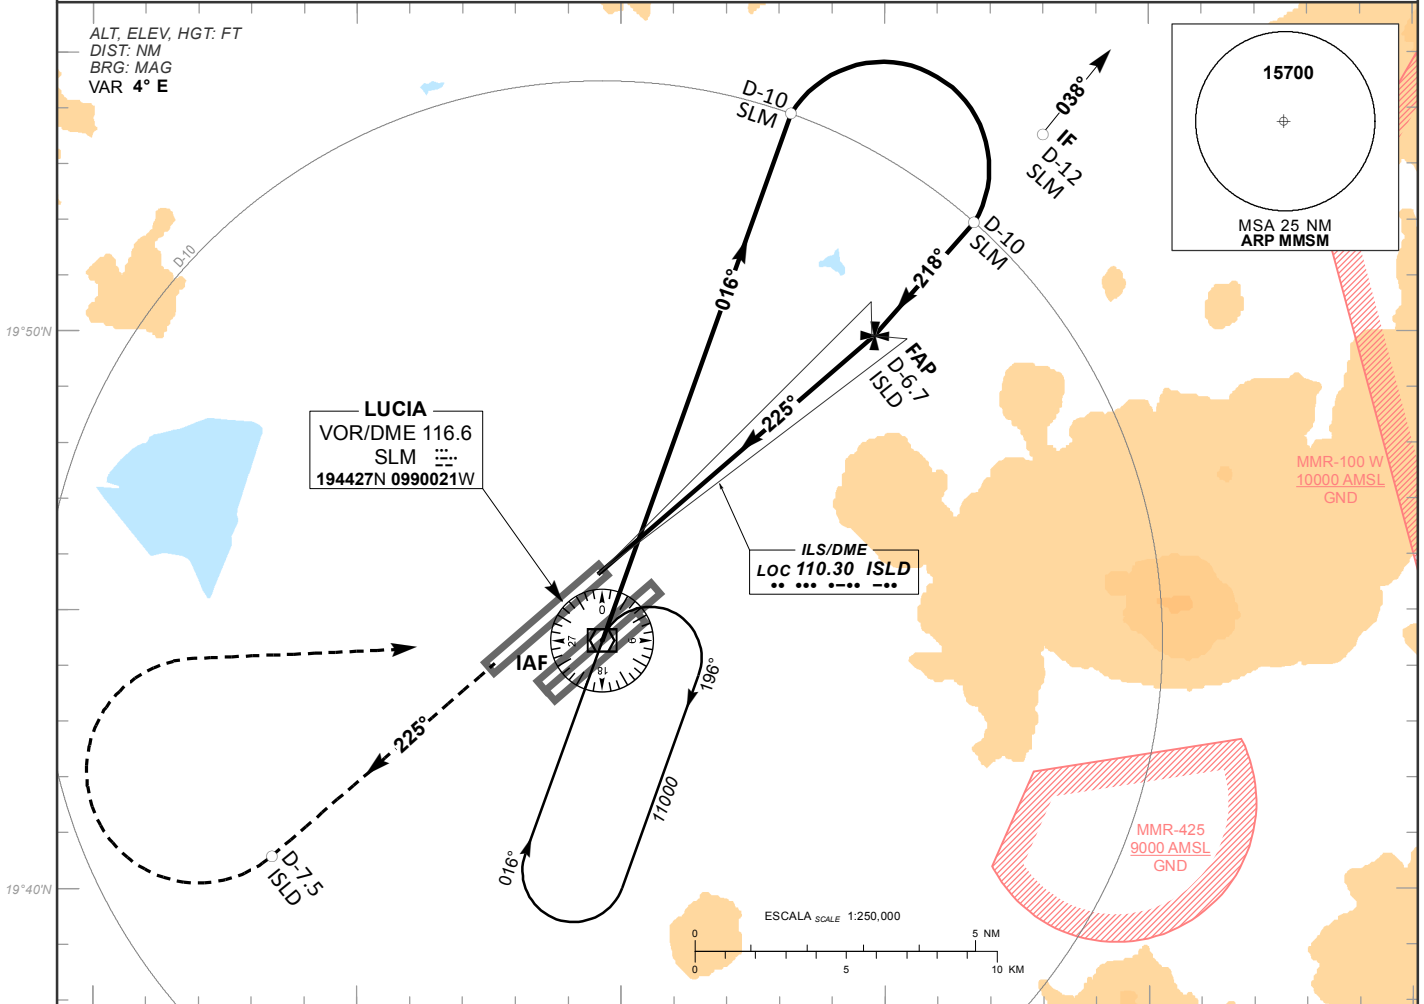 ALT, ELEV, HGT: FT
DIST: NM
BRG: MAG
VAR 4° E
D-10
SLM
038°
IF
D-12
SLM
15700
MSA 25 NM
ARP MMSM
D-10
D-10
SLM
218°
016°
19°50'N
FAP
D-6.7
ISLD
225°
LUCIA
VOR/DME 116.6
SLM
194427N 0990021W
MMR-100 W
10000 AMSL
GND
ILS/DME
LOC 110.30 ISLD
0
27
9
18
IAF
196°
225°
11000
016°
D-7.5
ISLD
MMR-425
9000 AMSL
GND
19°40'N
ESCALA SCALE 1:250,000
0 5 NM
0 5 10 KM